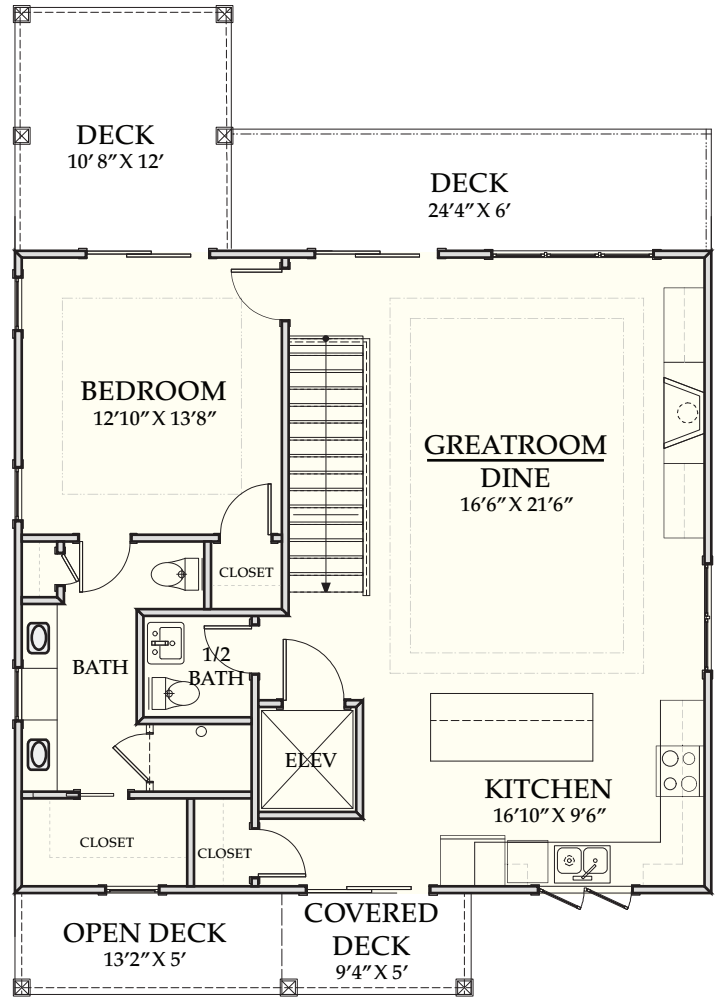 DECK
10' 8" X 12'
DECK
24'4" X 6'
BEDROOM
12'10" X 13'8"
GREATROOM
DINE
16'6" X 21'6"
CLOSET
BATH
1/2
BATH
ELEV
KITCHEN
16'10" X 9'6"
CLOSET
CLOSET
OPEN DECK
13'2" X 5'
COVERED
DECK
9'4" X 5'